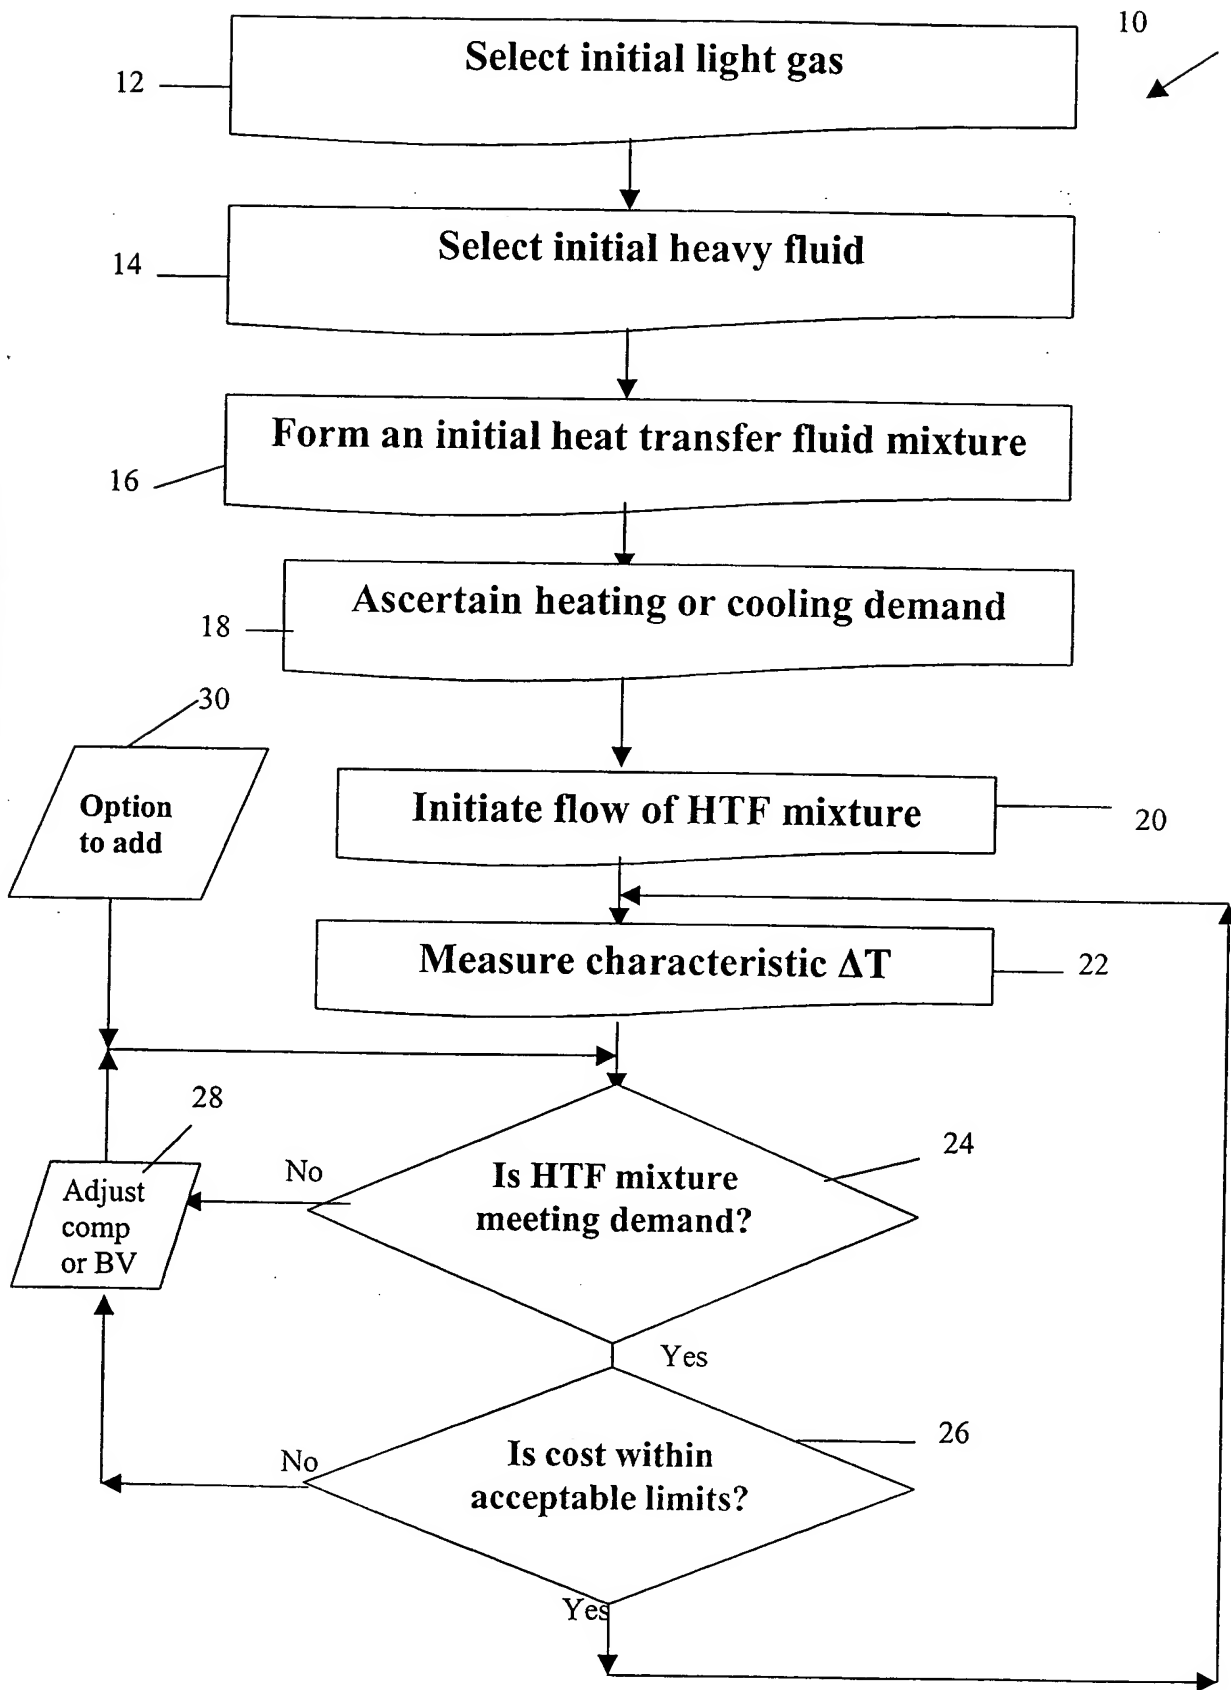 10
Select initial light gas
12
Select initial heavy fluid
14
Form an initial heat transfer fluid mixture
16
Ascertain heating or cooling demand
18
30
Option
to add
Initiate flow of HTF mixture
20
Measure characteristic ΔT
22
28
Adjust
comp
or BV
No
Is HTF mixture
meeting demand?
24
Yes
No
Is cost within
acceptable limits?
26
Yes